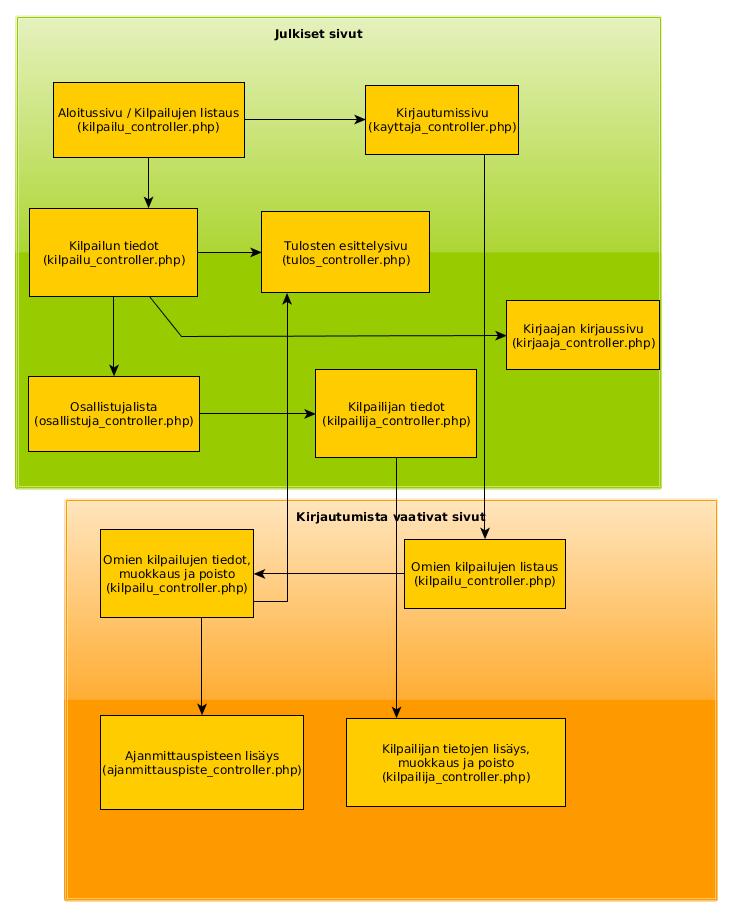 Julkiset sivut
Aloitussivu / Kilpailujen listaus
(kilpailu_controller.php)
Kirjautumissivu
(kayttaja_controller.php)
Kilpailun tiedot
(kilpailu_controller.php)
Tulosten esittelysivu
(tulos_controller.php)
Kirjaajan kirjaussivu
(kirjaaja_controller.php)
Osallistujalista
(osallistuja_controller.php)
Kilpailijan tiedot
(kilpailija_controller.php)
Kirjautumista vaativat sivut
Omien kilpailujen tiedot,
muokkaus ja poisto
(kilpailu_controller.php)
Omien kilpailujen listaus
(kilpailu_controller.php)
Ajanmittauspisteen lisäys
(ajanmittauspiste_controller.php)
Kilpailijan tietojen lisäys,
muokkaus ja poisto
(kilpailija_controller.php)